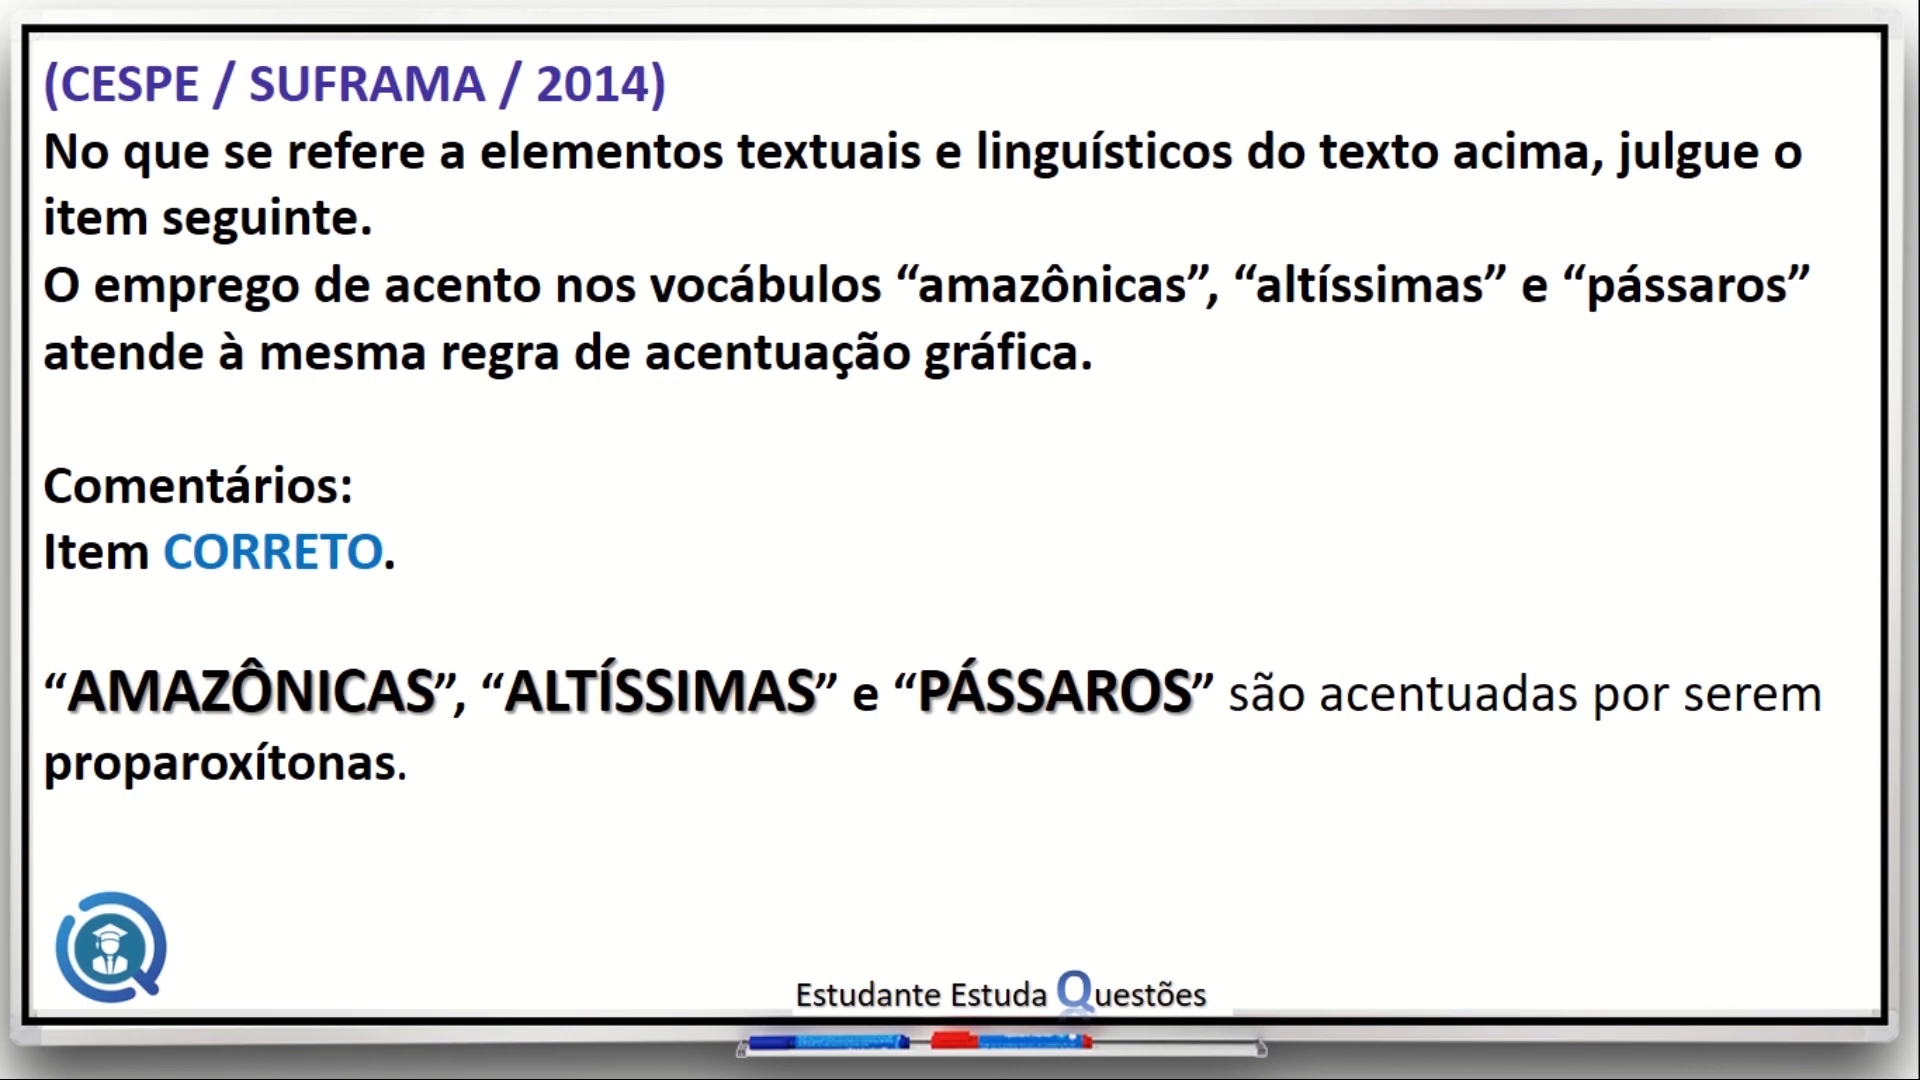 (CESPE / SUFRAMA / 2014)
No que se refere a elementos textuais e linguísticos do texto acima, julgue o
item seguinte.
O emprego de acento nos vocábulos “amazônicas”, “altíssimas” e “pássaros”
atende à mesma regra de acentuação gráfica.
Comentários:
Item CORRETO.
“AMAZÔNICAS”, “ALTÍSSIMAS” e “PÁSSAROS” são acentuadas por serem
proparoxítonas.
Estudante Estuda Questões